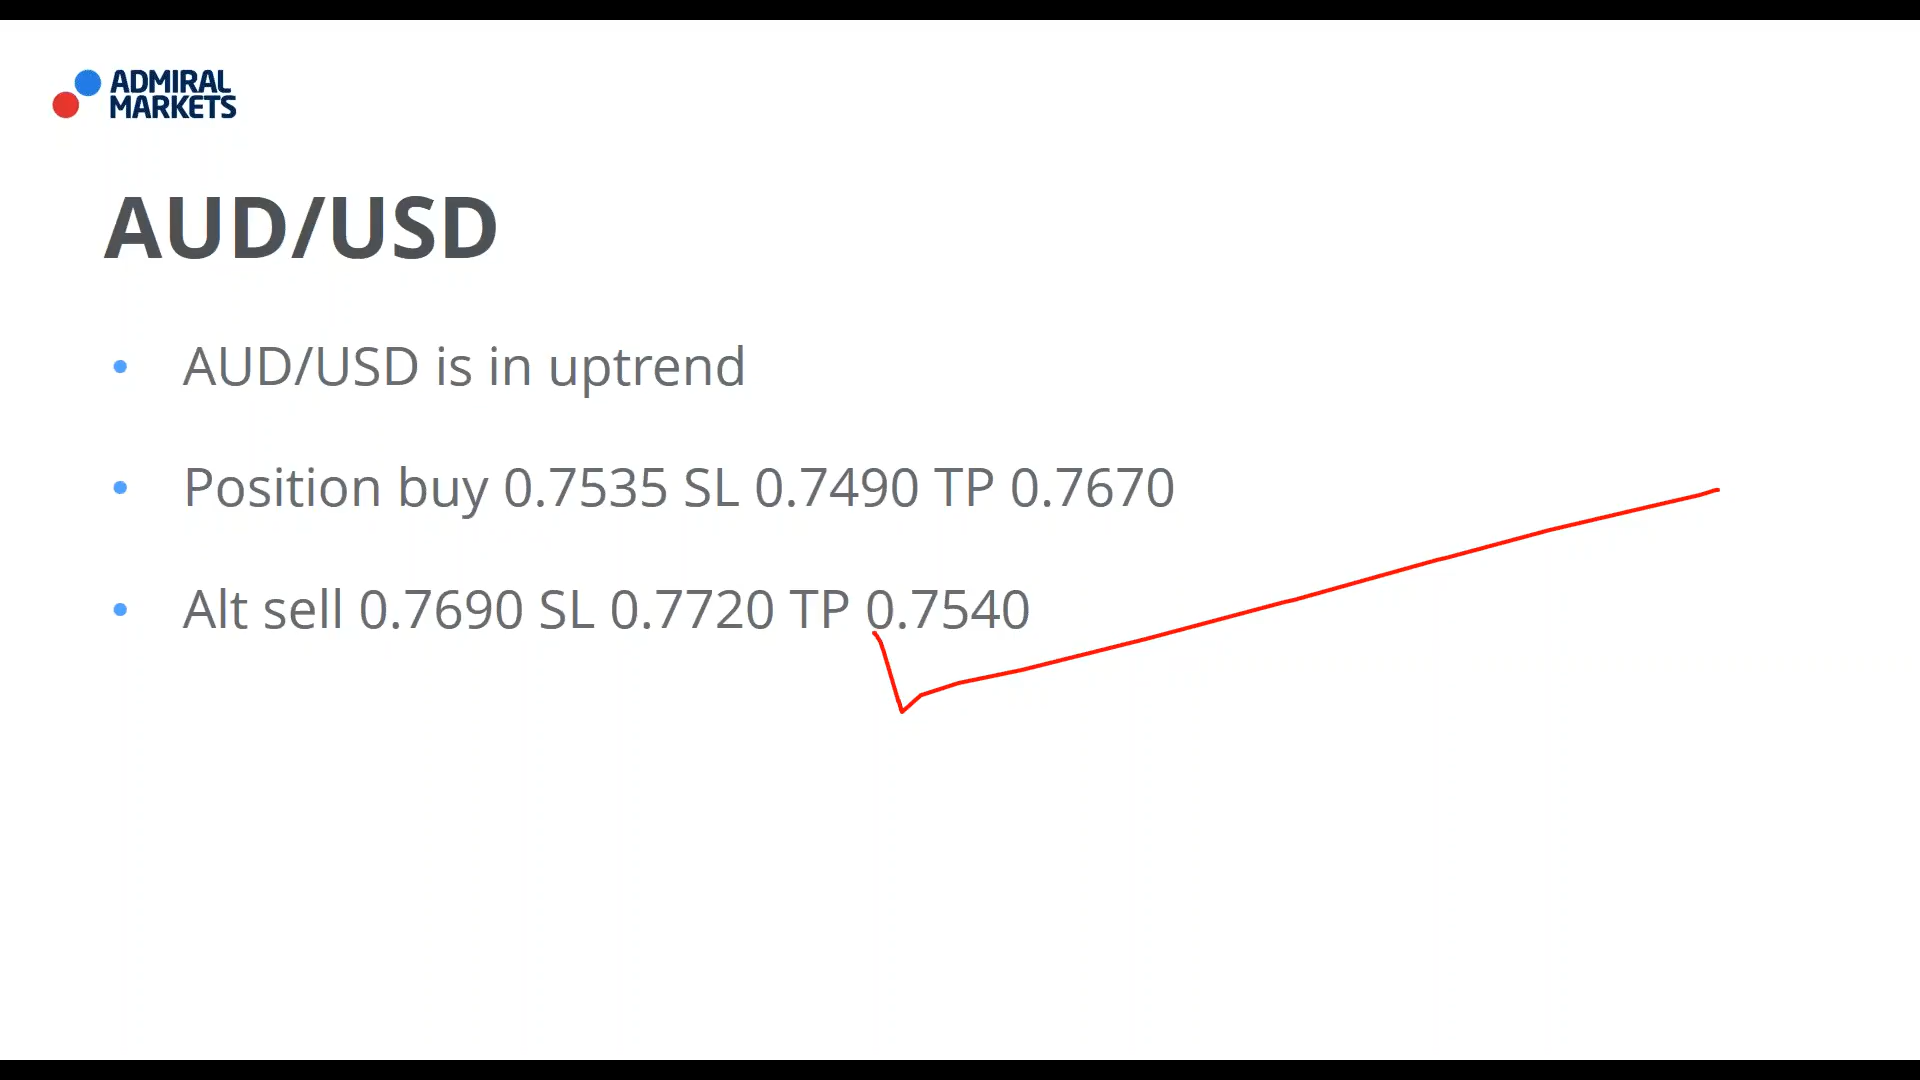 ADMIRAL
MARKETS
AUD/USD
• AUD/USD is in uptrend
• Position buy 0.7535 SL 0.7490 TP 0.7670
• Alt sell 0.7690 SL 0.7720 TP 0.7540